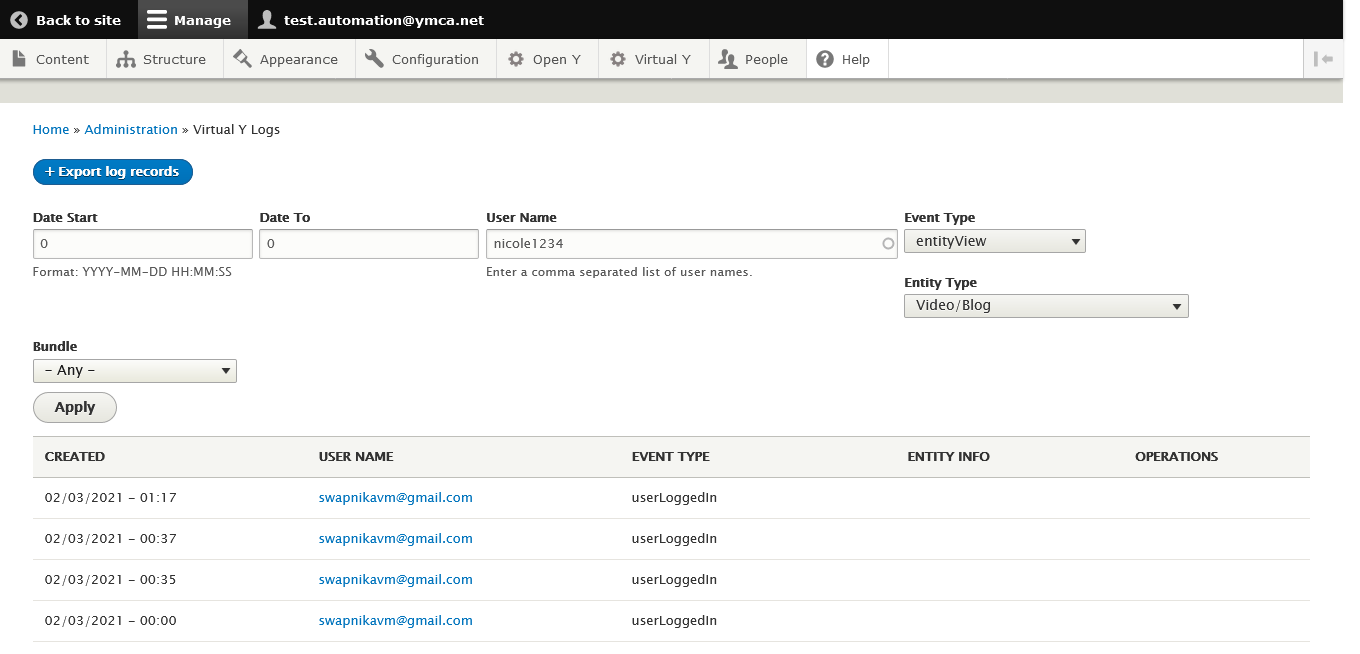 Back to site Manage test.automation@ymca.net
Content Structure Appearance Configuration Open Y Virtual Y People Help
Home » Administration » Virtual Y Logs
+ Export log records
Date Start Date To User Name Event Type
0 0 nicole1234 entityView
Format: YYYY-MM-DD HH:MM:SS Enter a comma separated list of user names.
Entity Type
Video/Blog
Bundle
- Any -
Apply
CREATED USER NAME EVENT TYPE ENTITY INFO OPERATIONS
02/03/2021 - 01:17 swapnikavm@gmail.com userLoggedIn
02/03/2021 - 00:37 swapnikavm@gmail.com userLoggedIn
02/03/2021 - 00:35 swapnikavm@gmail.com userLoggedIn
02/03/2021 - 00:00 swapnikavm@gmail.com userLoggedIn